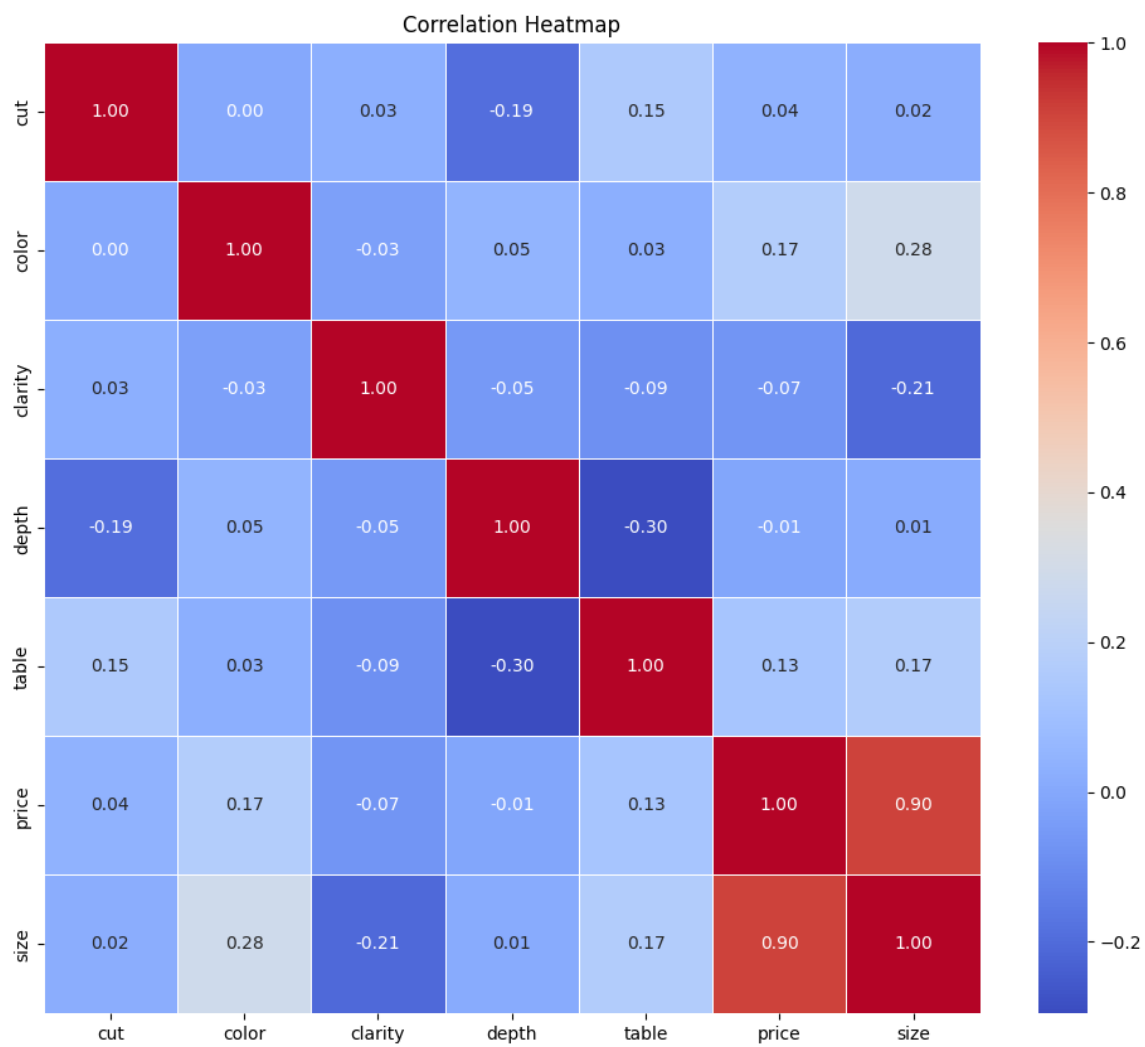 Correlation Heatmap
cut 1.00 0.00 0.03 -0.19 0.15 0.04 0.02
color 0.00 1.00 -0.03 0.05 0.03 0.17 0.28
clarity 0.03 -0.03 1.00 -0.05 -0.09 -0.07 -0.21
depth -0.19 0.05 -0.05 1.00 -0.30 -0.01 0.01
table 0.15 0.03 -0.09 -0.30 1.00 0.13 0.17
price 0.04 0.17 -0.07 -0.01 0.13 1.00 0.90
size 0.02 0.28 -0.21 0.01 0.17 0.90 1.00
cut color clarity depth table price size
1.0
0.8
0.6
0.4
0.2
0.0
−0.2